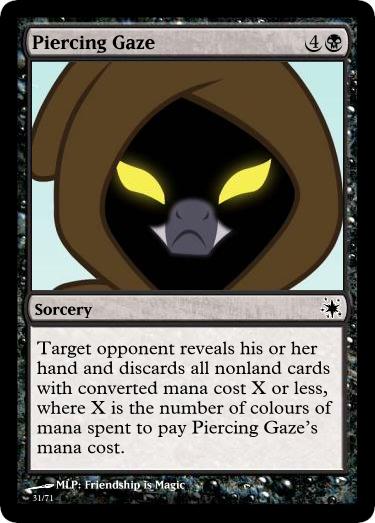 Piercing Gaze 4
Sorcery
Target opponent reveals his or her
hand and discards all nonland cards
with converted mana cost X or less,
where X is the number of colours of
mana spent to pay Piercing Gaze's
mana cost.
MLP: Friendship is Magic
31/71